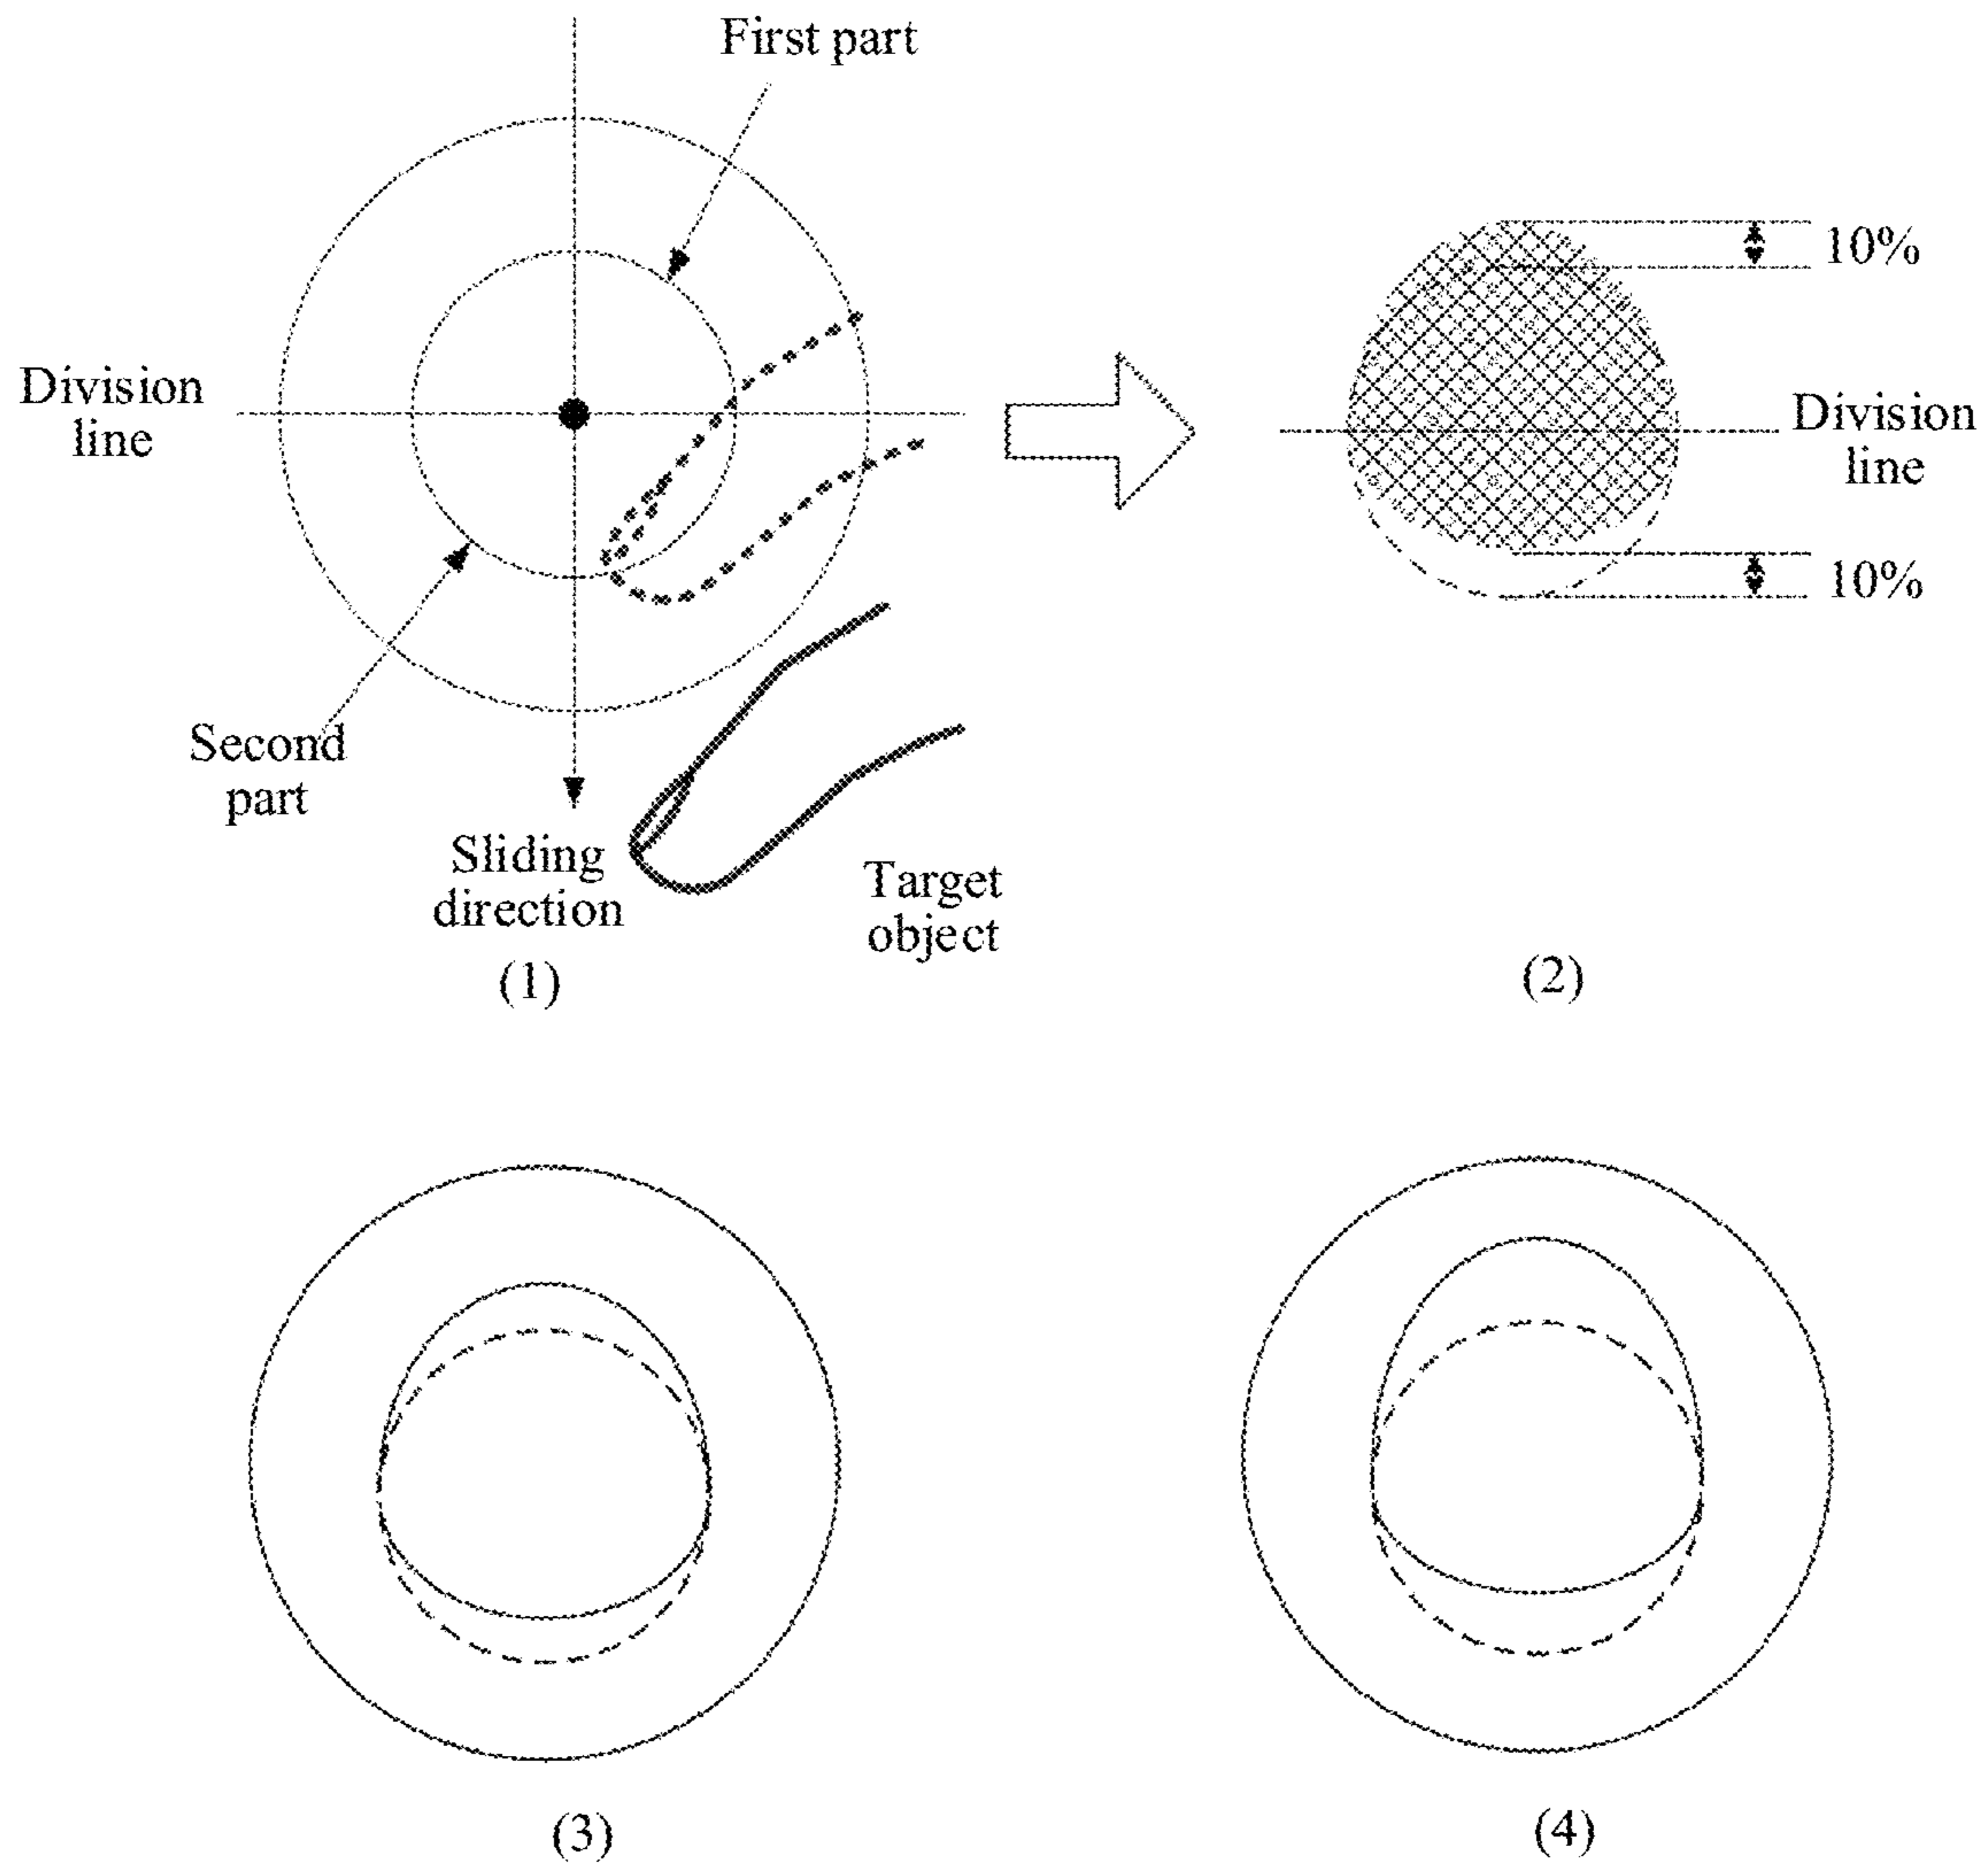 First part
Division
line
Second
part
Sliding
direction
Target
object
(1)
10%
Division
line
10%
(2)
(3)
(4)